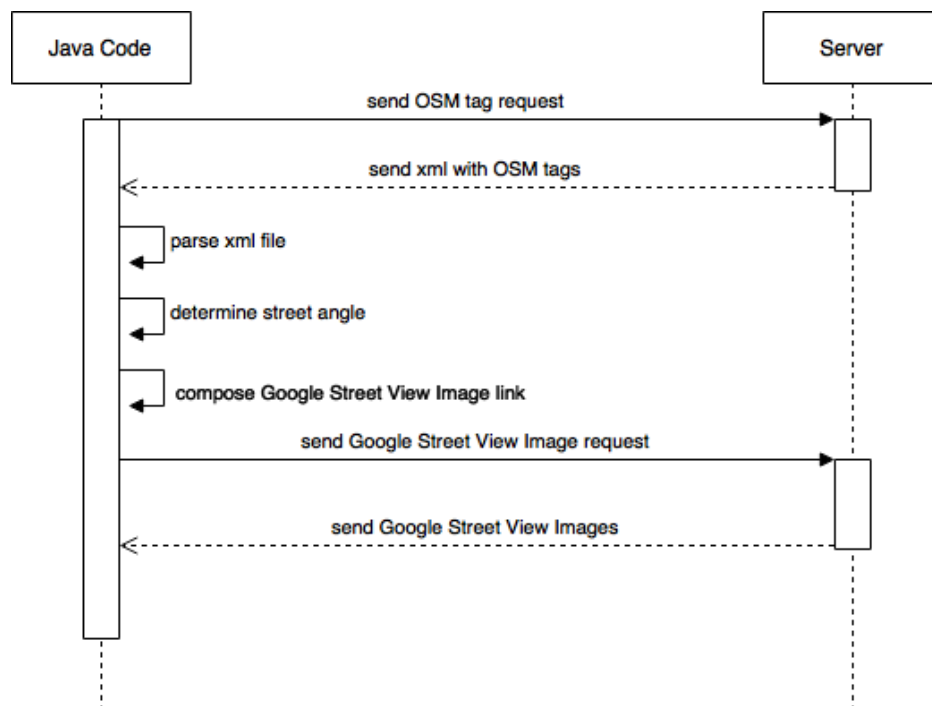 Java Code
Server
send OSM tag request
send xml with OSM tags
parse xml file
determine street angle
compose Google Street View Image link
send Google Street View Image request
send Google Street View Images